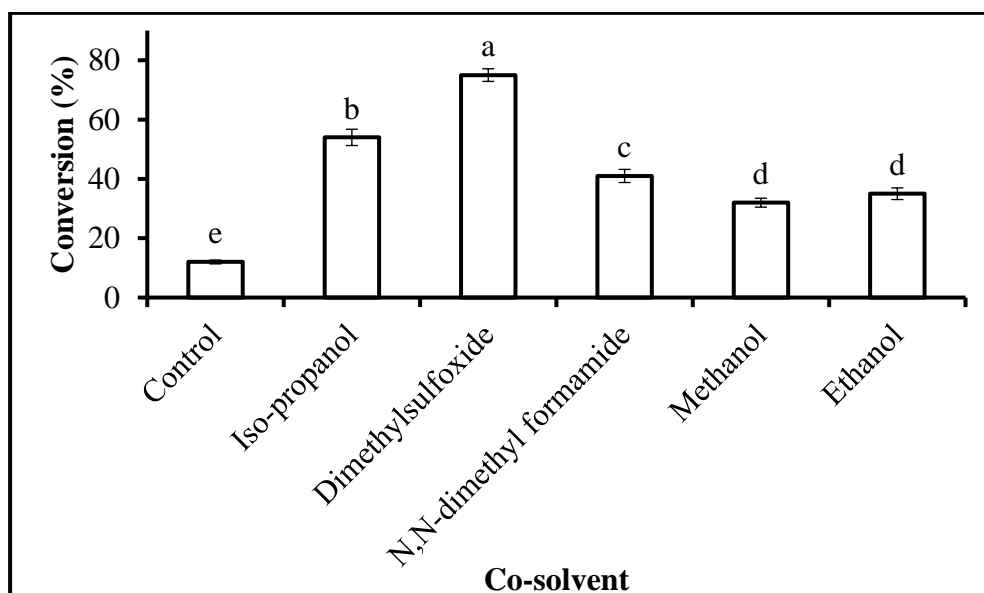 Conversion (%)
80
60
40
20
0
e
b
a
c
d
d
Control
Iso-propanol
Dimethylsulfoxide
N,N-dimethyl formamide
Methanol
Ethanol
Co-solvent